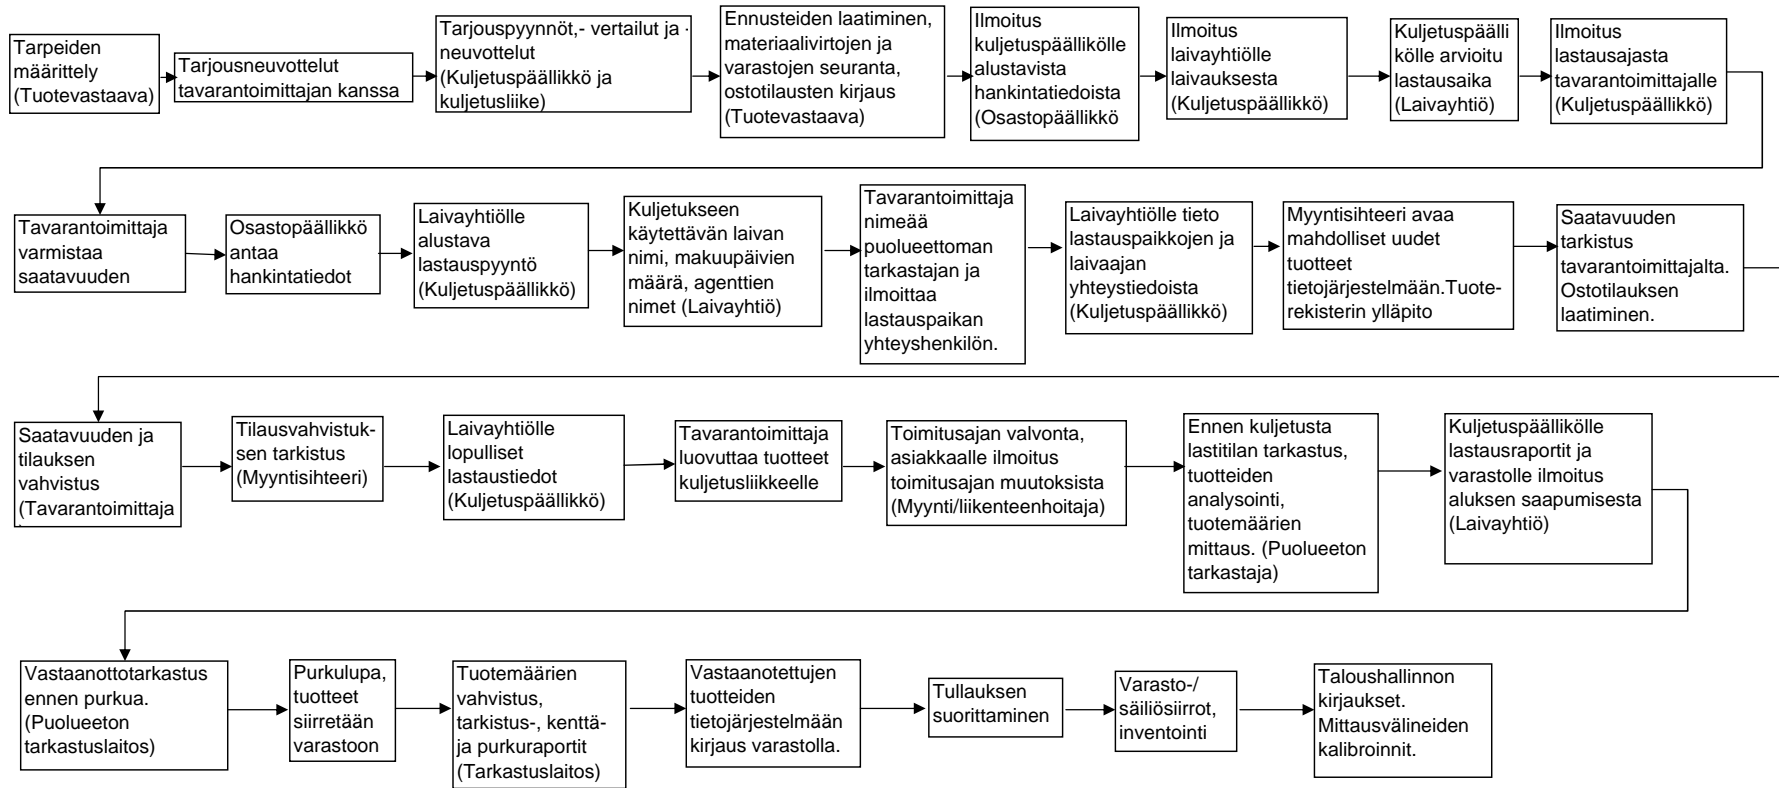 Tarpeiden
määrittely
(Tuotevastaava)
Tarjousneuvottelut
tavarantoimittajan kanssa
Tarjouspyynnöt,- vertailut ja -
neuvottelut
(Kuljetuspäällikkö ja
kuljetusliike)
Ennusteiden laatiminen,
materiaalivirtojen ja
varastojen seuranta,
ostotilausten kirjaus
(Tuotevastaava)
Ilmoitus
kuljetuspäällikölle
alustavista
hankintatiedoista
(Osastopäällikkö
Ilmoitus
laivayhtiölle
laivauksesta
(Kuljetuspäällikkö)
Kuljetuspäälli
kölle arvioitu
lastausaika
(Laivayhtiö)
Ilmoitus
lastausajasta
tavarantoimittajalle
(Kuljetuspäällikkö)
Tavarantoimittaja
varmistaa
saatavuuden
Osastopäällikkö
antaa
hankintatiedot
Laivayhtiölle
alustava
lastauspyyntö
(Kuljetuspäällikkö)
Kuljetukseen
käytettävän laivan
nimi, makuupäivien
määrä, agenttien
nimet (Laivayhtiö)
Tavarantoimittaja
nimeää
puolueettoman
tarkastajan ja
ilmoittaa
lastauspaikan
yhteyshenkilön.
Laivayhtiölle tieto
lastauspaikkojen ja
laivaajan
yhteystiedoista
(Kuljetuspäällikkö)
Myyntisihteeri avaa
mahdolliset uudet
tuotteet
tietojärjestelmään.Tuote-
rekisterin ylläpito
Saatavuuden
tarkistus
tavarantoimittajalta.
Ostotilauksen
laatiminen.
Saatavuuden ja
tilauksen
vahvistus
(Tavarantoimittaja
Tilausvahvistuk-
sen tarkistus
(Myyntisihteeri)
Laivayhtiölle
lopulliset
lastaustiedot
(Kuljetuspäällikkö)
Tavarantoimittaja
luovuttaa tuotteet
kuljetusliikkeelle
Toimitusajan valvonta,
asiakkaalle ilmoitus
toimitusajan muutoksista
(Myynti/liikenteenhoitaja)
Ennen kuljetusta
lastitilan tarkastus,
tuotteiden
analysointi,
tuotemäärien
mittaus. (Puolueeton
tarkastaja)
Kuljetuspäällikölle
lastausraportit ja
varastolle ilmoitus
aluksen saapumisesta
(Laivayhtiö)
Vastaanottotarkastus
ennen purkua.
(Puolueeton
tarkastuslaitos)
Purkulupa,
tuotteet
siirretään
varastoon
Tuotemäärien
vahvistus,
tarkistus-, kenttä-
ja purkuraportit
(Tarkastuslaitos)
Vastaanotettujen
tuotteiden
tietojärjestelmään
kirjaus varastolla.
Tullauksen
suorittaminen
Varasto-/
säiliösiirrot,
inventointi
Taloushallinnon
kirjaukset.
Mittausvälineiden
kalibroinnit.